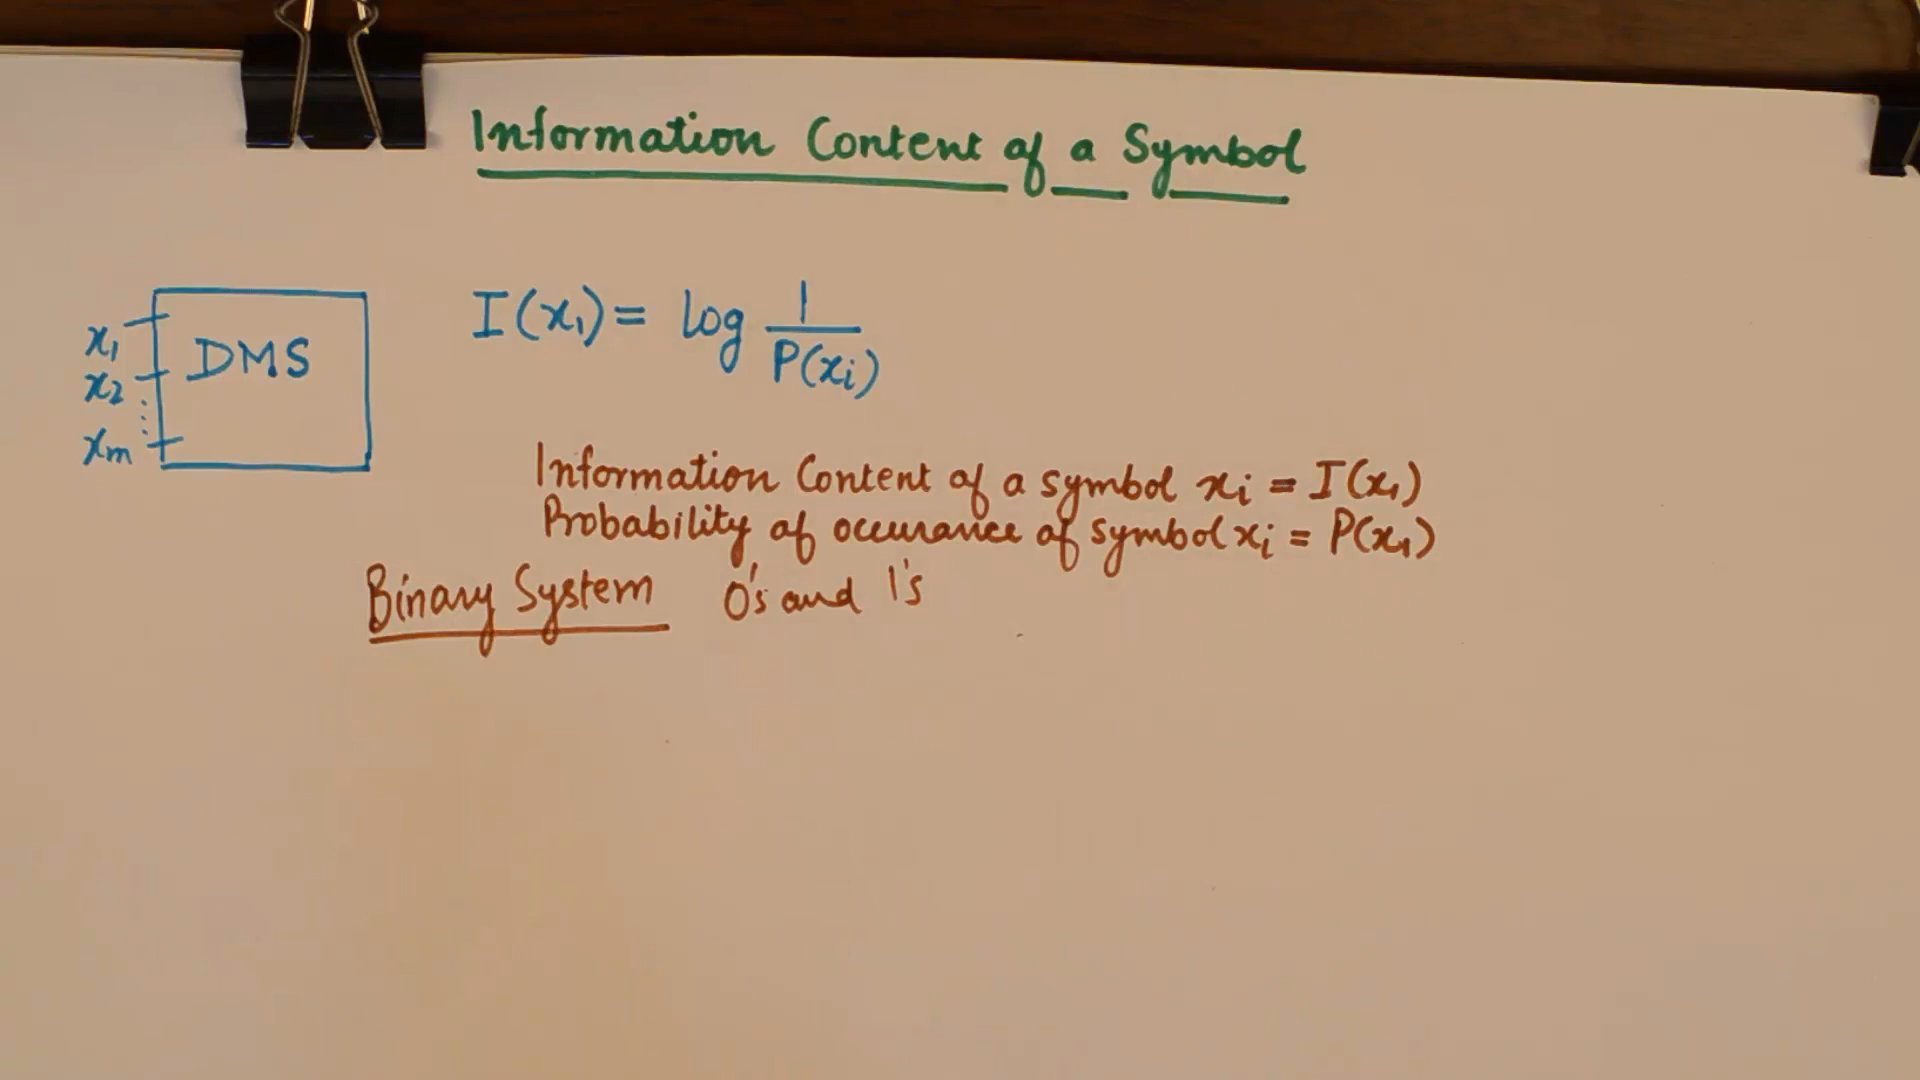 Information Content of a Symbol
x1
x2
xm
DMS
I(x1) = log 1/P(xi)
Information Content of a symbol xi = I(x1)
Probability of occurance of symbol xi = P(x1)
Binary System 0's and 1's